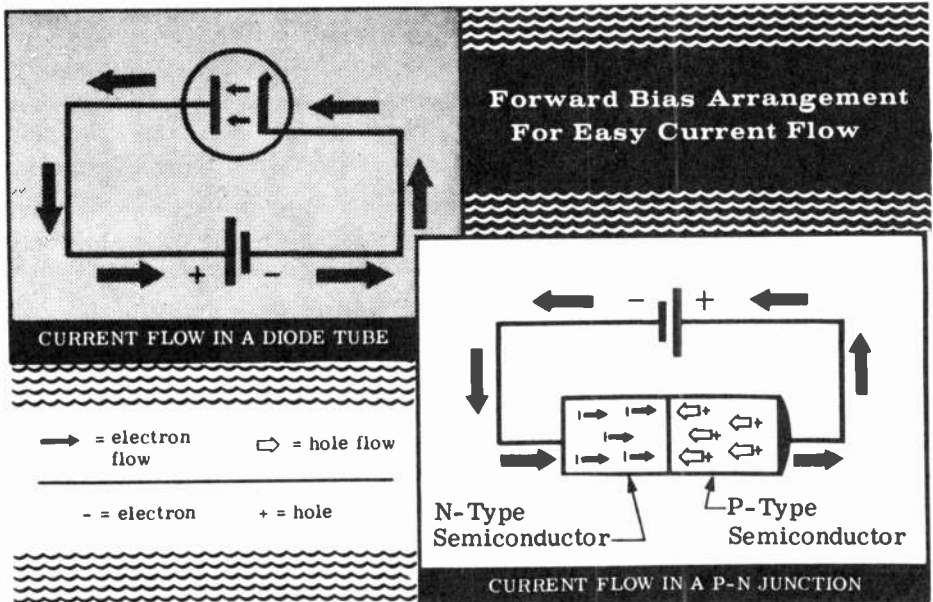 Forward Bias Arrangement
For Easy Current Flow
+ -
CURRENT FLOW IN A DIODE TUBE
= electron
flow
= hole flow
- = electron
+ = hole
- +
N-Type
Semiconductor
P-Type
Semiconductor
CURRENT FLOW IN A P-N JUNCTION